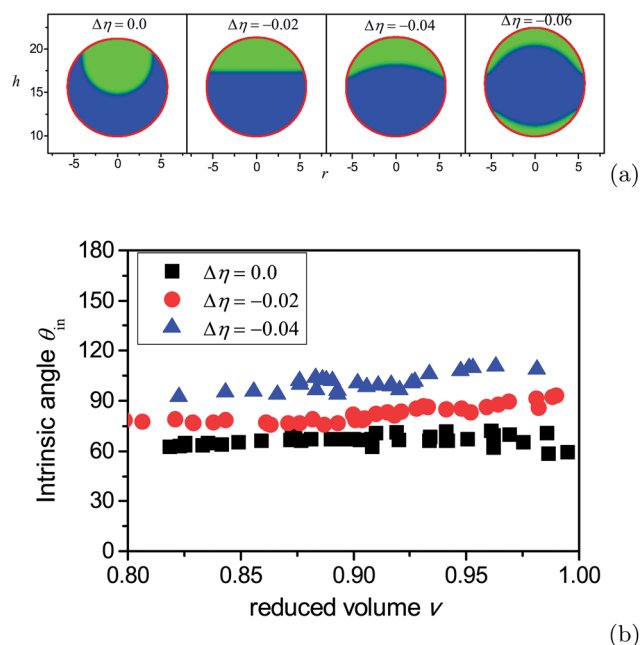 Δη = 0.0 Δη = −0.02 Δη = −0.04 Δη = −0.06
h
20
15
10
-5 0 5 -5 0 5 -5 0 5 -5 0 5
r
(a)
180
150
120
90
60
30
0
Intrinsic angle θin
Δη = 0.0
Δη = −0.02
Δη = −0.04
0.80 0.85 0.90 0.95 1.00
reduced volume v
(b)